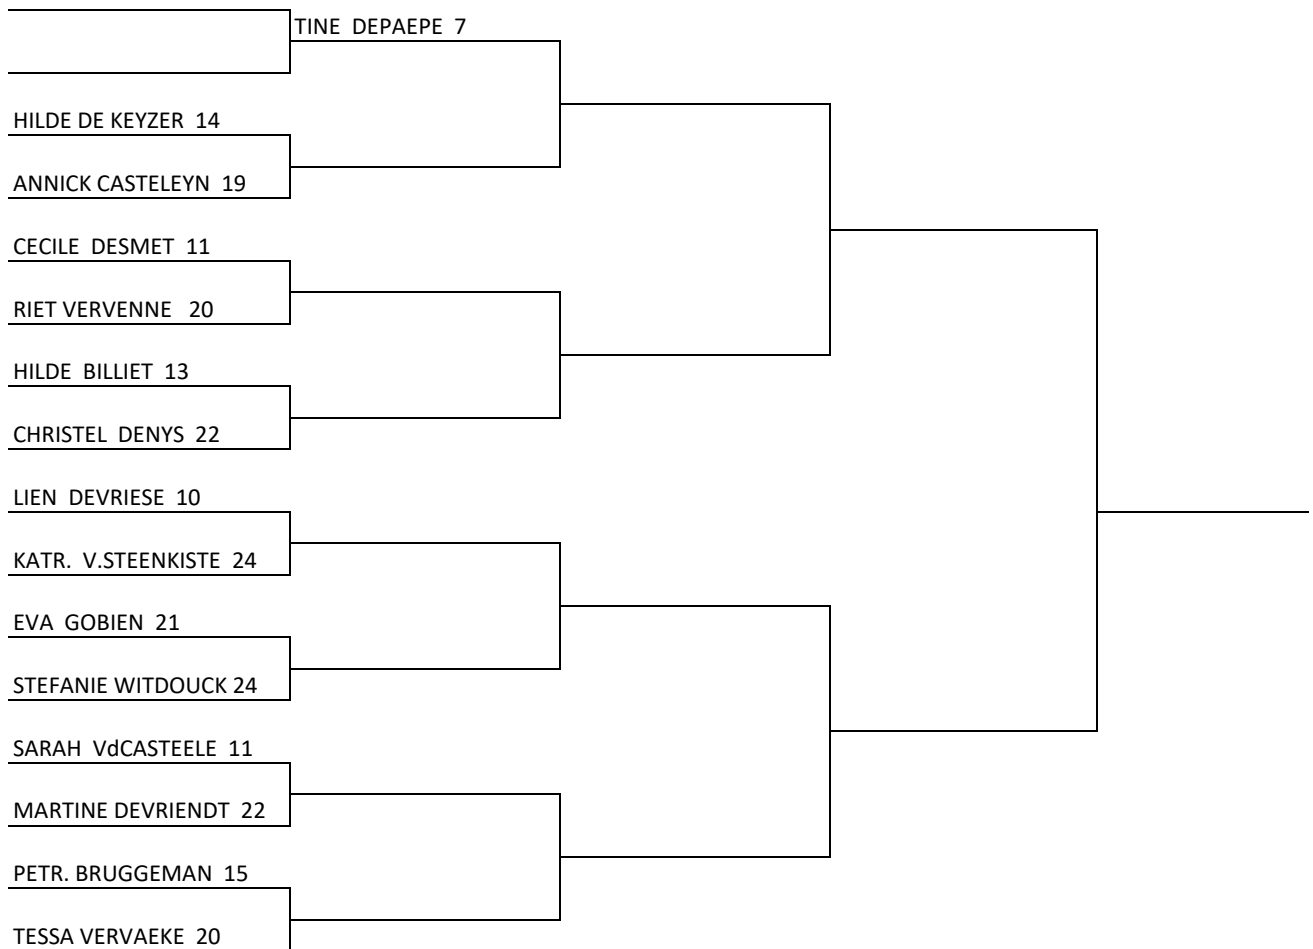 TINE DEPAEPE 7
HILDE DE KEYZER 14
ANNICK CASTELEYN 19
CECILE DESMET 11
RIET VERVENNE 20
HILDE BILLIET 13
CHRISTEL DENYS 22
LIEN DEVRIESE 10
KATR. V.STEENKISTE 24
EVA GOBIEN 21
STEFANIE WITDOUCK 24
SARAH VdCASTEELE 11
MARTINE DEVRIENDT 22
PETR. BRUGGEMAN 15
TESSA VERVAEKE 20